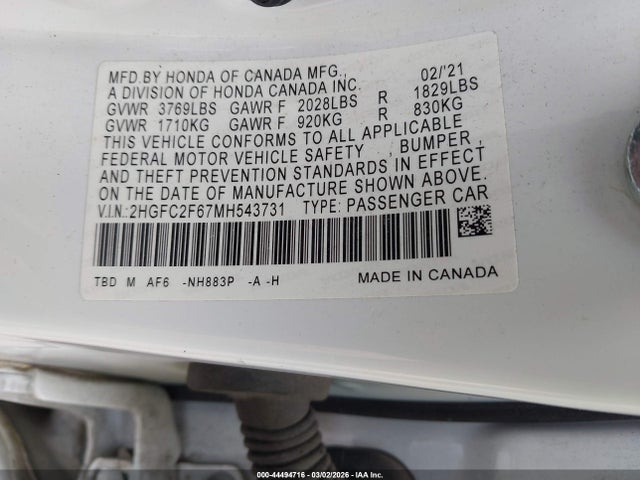 MFD.BY HONDA OF CANADA MFG., 02/'21
A DIVISION OF HONDA CANADA INC.
GVWR 3769LBS GAWR F 2028LBS R 1829LBS
GVWR 1710KG GAWR F 920KG R 830KG
THIS VEHICLE CONFORMS TO ALL APPLICABLE
FEDERAL MOTOR VEHICLE SAFETY , BUMPER ,
AND THEFT PREVENTION STANDARDS IN EFFECT
ON THE DATE OF MANUFACTURE SHOWN ABOVE.
V.I.N.:2HGFC2F67MH543731 TYPE: PASSENGER CAR
TBD M AF6 -NH883P -A -H MADE IN CANADA
000-44494716 — 03/02/2026 — IAA Inc.